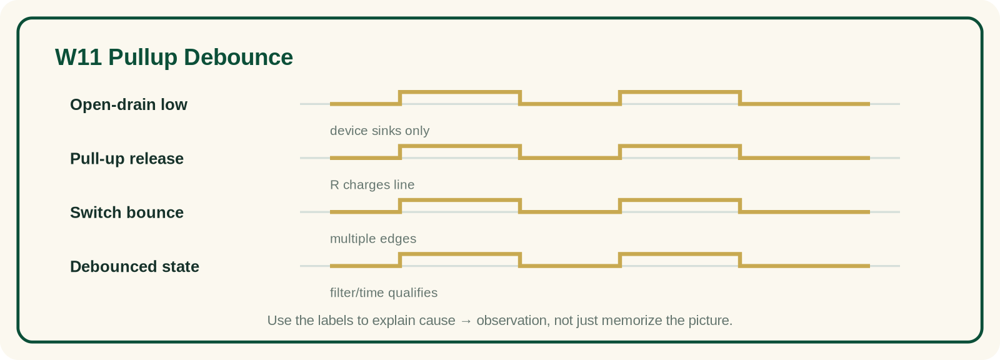 W11 Pullup Debounce
Open-drain low
device sinks only
Pull-up release
R charges line
Switch bounce
multiple edges
Debounced state
filter/time qualifies
Use the labels to explain cause → observation, not just memorize the picture.